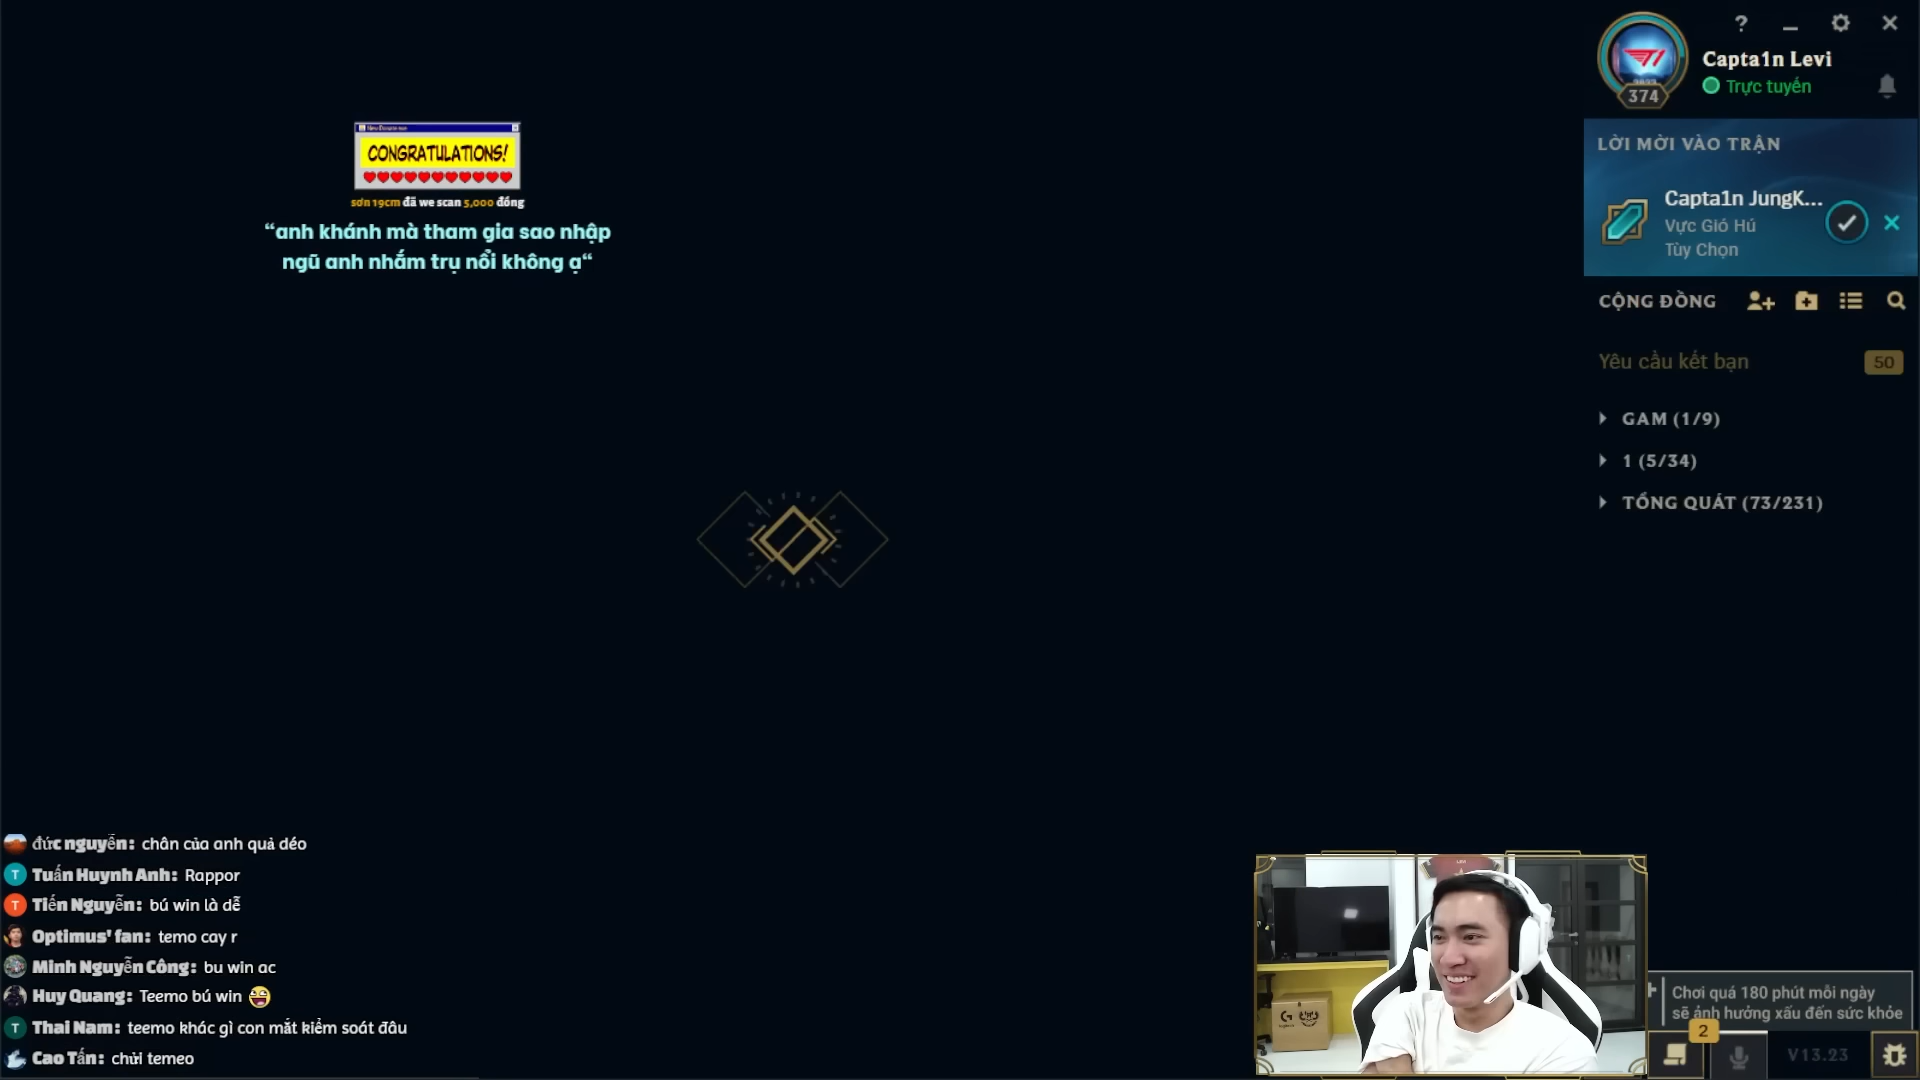 Capta1n Levi
374
Trực tuyến
LỜI MỜI VÀO TRẬN
Capta1n JungK...
Vực Gió Hú
Tùy Chọn
CỘNG ĐỒNG
Yêu cầu kết bạn
50
GAM (1/9)
1 (5/34)
TỔNG QUÁT (73/231)
CONGRATULATIONS!
sơn 19cm đã we scan 5,000 đồng
“anh khánh mà tham gia sao nhập
ngũ anh nhắm trụ nổi không ạ“
đức nguyễn: chân của anh quả déo
Tuấn Huynh Anh: Rappor
Tiến Nguyễn: bú win là dễ
Optimus' fan: temo cay r
Minh Nguyễn Công: bu win ac
Huy Quang: Teemo bú win
Thai Nam: teemo khác gì con mắt kiểm soát đâu
Cao Tấn: chửi temeo
Chơi quá 180 phút mỗi ngày
sẽ ảnh hưởng xấu đến sức khỏe
2
V13.23